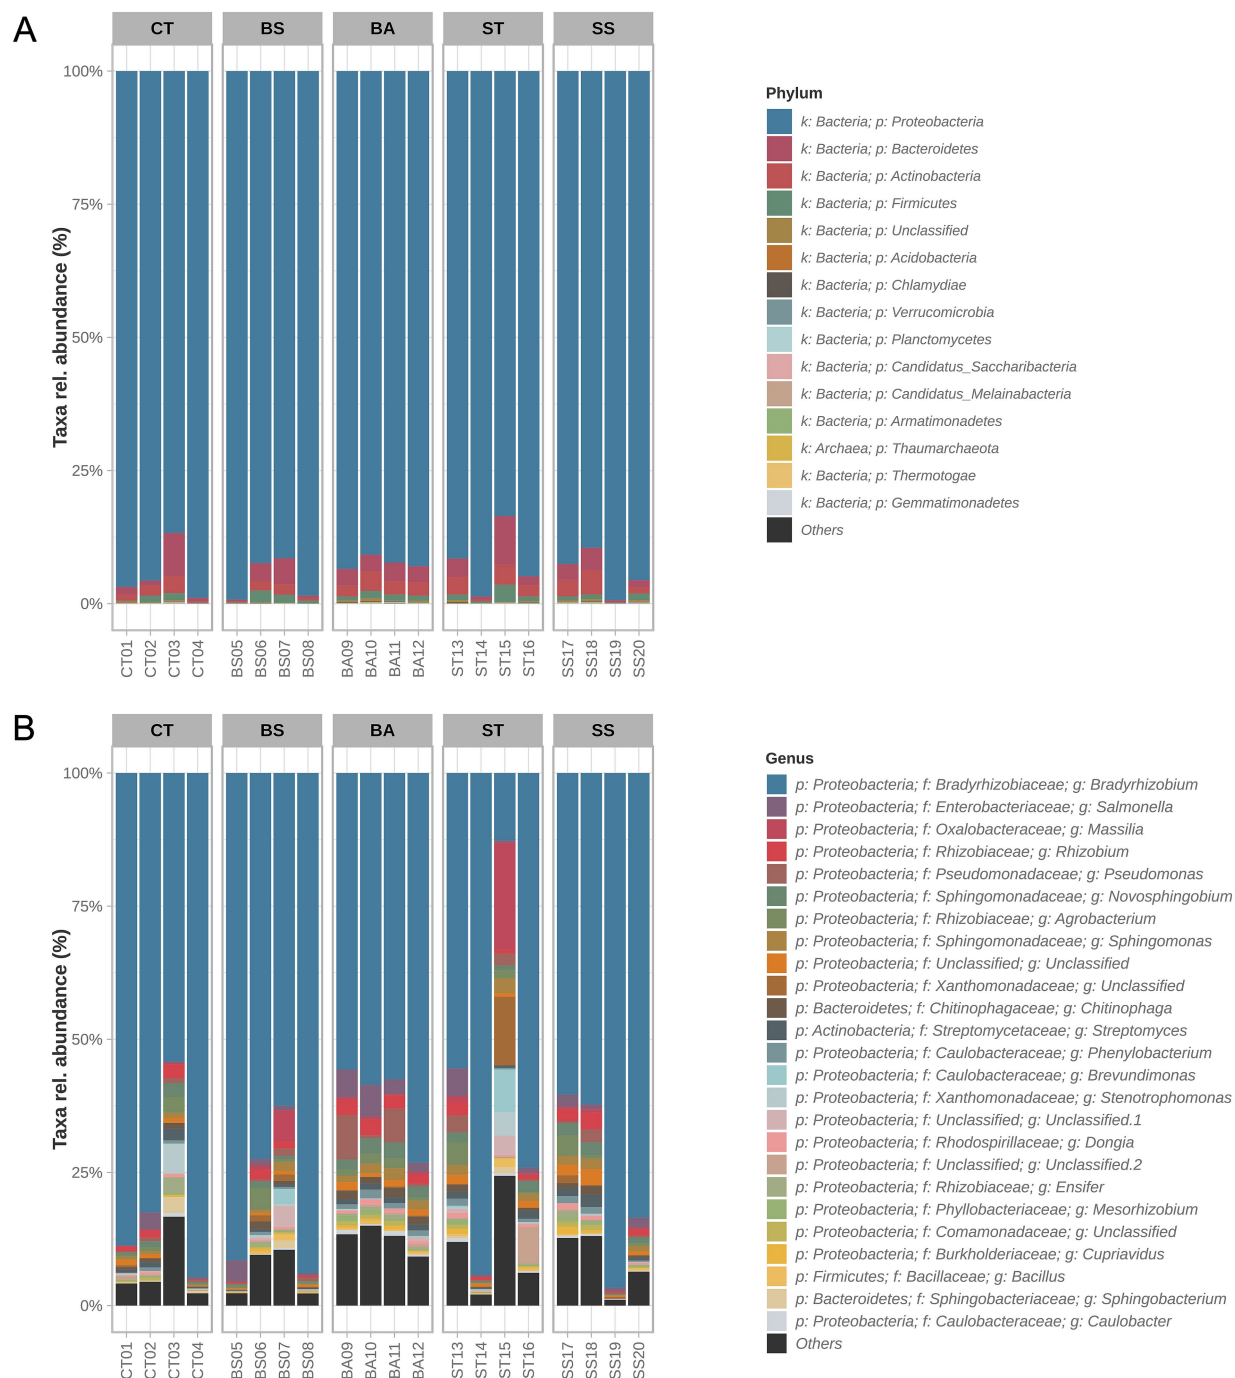 A
CT BS BA ST SS
Taxa rel. abundance (%)
100%
75%
50%
25%
0%
CT01 CT02 CT03 CT04 BS05 BS06 BS07 BS08 BA09 BA10 BA11 BA12 ST13 ST14 ST15 ST16 SS17 SS18 SS19 SS20
Phylum
k: Bacteria; p: Proteobacteria
k: Bacteria; p: Bacteroidetes
k: Bacteria; p: Actinobacteria
k: Bacteria; p: Firmicutes
k: Bacteria; p: Unclassified
k: Bacteria; p: Acidobacteria
k: Bacteria; p: Chlamydiae
k: Bacteria; p: Verrucomicrobia
k: Bacteria; p: Planctomycetes
k: Bacteria; p: Candidatus_Saccharibacteria
k: Bacteria; p: Candidatus_Melainabacteria
k: Bacteria; p: Armatimonadetes
k: Archaea; p: Thaumarchaeota
k: Bacteria; p: Thermotogae
k: Bacteria; p: Gemmatimonadetes
Others
B
CT BS BA ST SS
Taxa rel. abundance (%)
100%
75%
50%
25%
0%
CT01 CT02 CT03 CT04 BS05 BS06 BS07 BS08 BA09 BA10 BA11 BA12 ST13 ST14 ST15 ST16 SS17 SS18 SS19 SS20
Genus
p: Proteobacteria; f: Bradyrhizobiaceae; g: Bradyrhizobium
p: Proteobacteria; f: Enterobacteriaceae; g: Salmonella
p: Proteobacteria; f: Oxalobacteraceae; g: Massilia
p: Proteobacteria; f: Rhizobiaceae; g: Rhizobium
p: Proteobacteria; f: Pseudomonadaceae; g: Pseudomonas
p: Proteobacteria; f: Sphingomonadaceae; g: Novosphingobium
p: Proteobacteria; f: Rhizobiaceae; g: Agrobacterium
p: Proteobacteria; f: Sphingomonadaceae; g: Sphingomonas
p: Proteobacteria; f: Unclassified; g: Unclassified
p: Proteobacteria; f: Xanthomonadaceae; g: Unclassified
p: Bacteroidetes; f: Chitinophagaceae; g: Chitinophaga
p: Actinobacteria; f: Streptomycetaceae; g: Streptomyces
p: Proteobacteria; f: Caulobacteraceae; g: Phenylobacterium
p: Proteobacteria; f: Caulobacteraceae; g: Brevundimonas
p: Proteobacteria; f: Xanthomonadaceae; g: Stenotrophomonas
p: Proteobacteria; f: Unclassified; g: Unclassified.1
p: Proteobacteria; f: Rhodospirillaceae; g: Dongia
p: Proteobacteria; f: Unclassified; g: Unclassified.2
p: Proteobacteria; f: Rhizobiaceae; g: Ensifer
p: Proteobacteria; f: Phyllobacteriaceae; g: Mesorhizobium
p: Proteobacteria; f: Comamonadaceae; g: Unclassified
p: Proteobacteria; f: Burkholderiaceae; g: Cupriavidus
p: Firmicutes; f: Bacillaceae; g: Bacillus
p: Bacteroidetes; f: Sphingobacteriaceae; g: Sphingobacterium
p: Proteobacteria; f: Caulobacteraceae; g: Caulobacter
Others